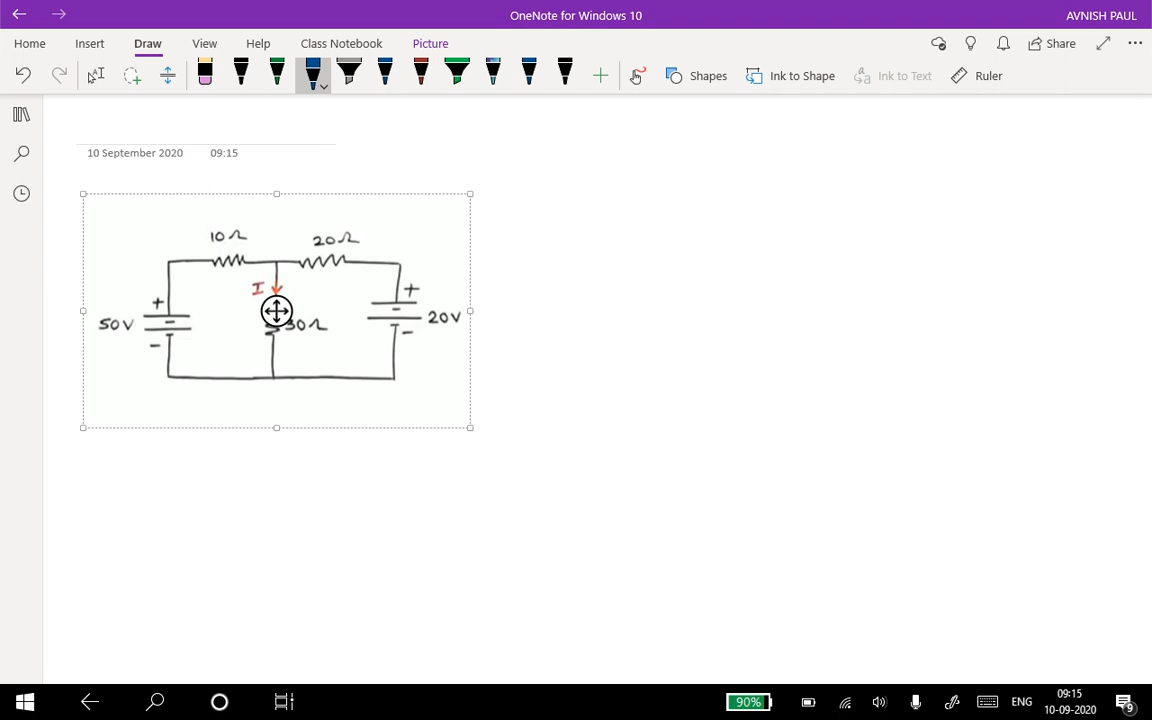 OneNote for Windows 10
AVNISH PAUL
Home Insert Draw View Help Class Notebook Picture
Share
Shapes Ink to Shape Ink to Text Ruler
10 September 2020 09:15
10Ω 20Ω
I
+ +
50V 30Ω 20V
- -
90% ENG 09:15
10-09-2020
9